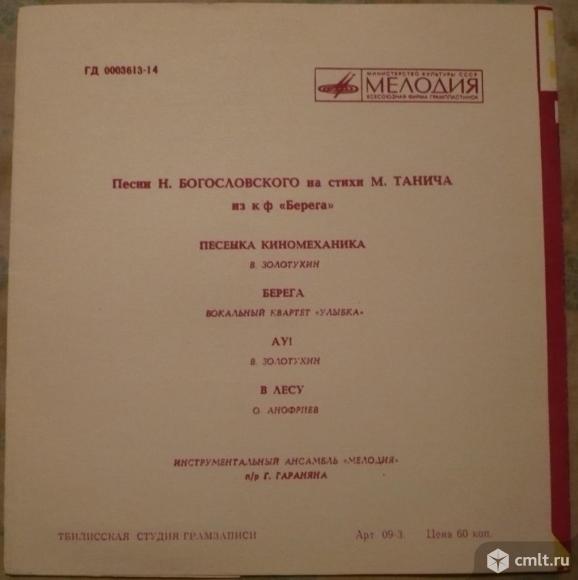 ГД 0003613-14
МИНИСТЕРСТВО КУЛЬТУРЫ СССР
МЕЛОДИЯ
ВСЕСОЮЗНАЯ ФИРМА ГРАМПЛАСТИНОК
Песни Н. БОГОСЛОВСКОГО на стихи М. ТАНИЧА
из к/ф «Берега»
ПЕСЕНКА КИНОМЕХАНИКА
В. ЗОЛОТУХИН
БЕРЕГА
ВОКАЛЬНЫЙ КВАРТЕТ «УЛЫБКА»
АУ!
В. ЗОЛОТУХИН
В ЛЕСУ
О. АНОФРИЕВ
ИНСТРУМЕНТАЛЬНЫЙ АНСАМБЛЬ «МЕЛОДИЯ»
п/р Г. ГАРАНЯНА
ТБИЛИССКАЯ СТУДИЯ ГРАМЗАПИСИ Арт 09-3. Цена 60 коп.
cmlt.ru